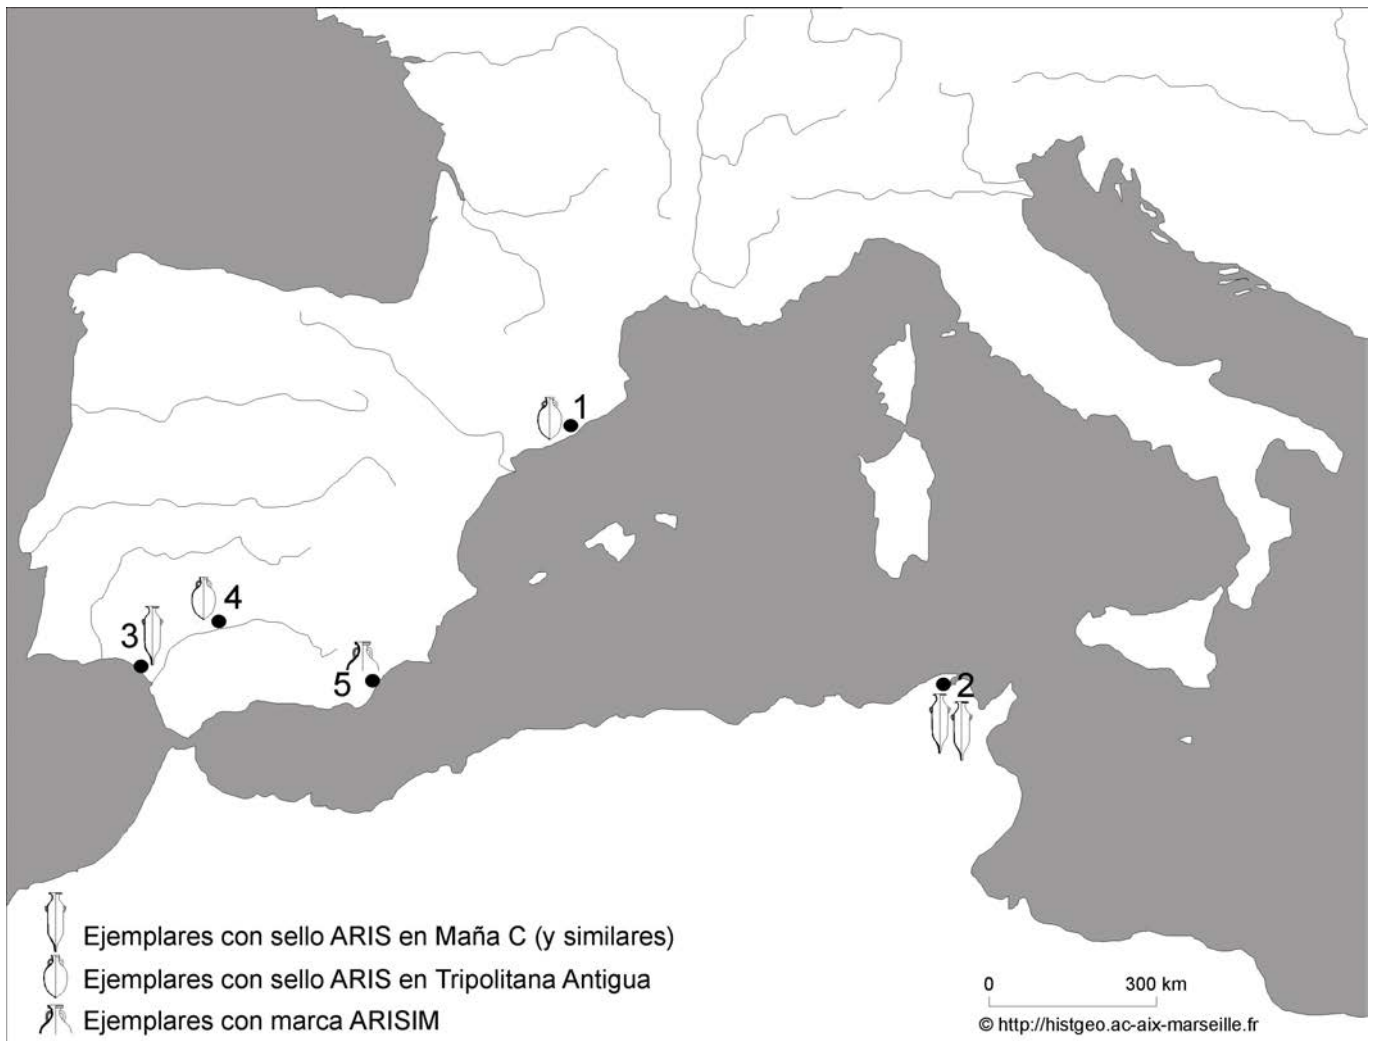 1
4
3
5
2
Ejemplares con sello ARIS en Maña C (y similares)
Ejemplares con sello ARIS en Tripolitana Antigua
Ejemplares con marca ARISIM
0 300 km
© http://histgeo.ac-aix-marseille.fr